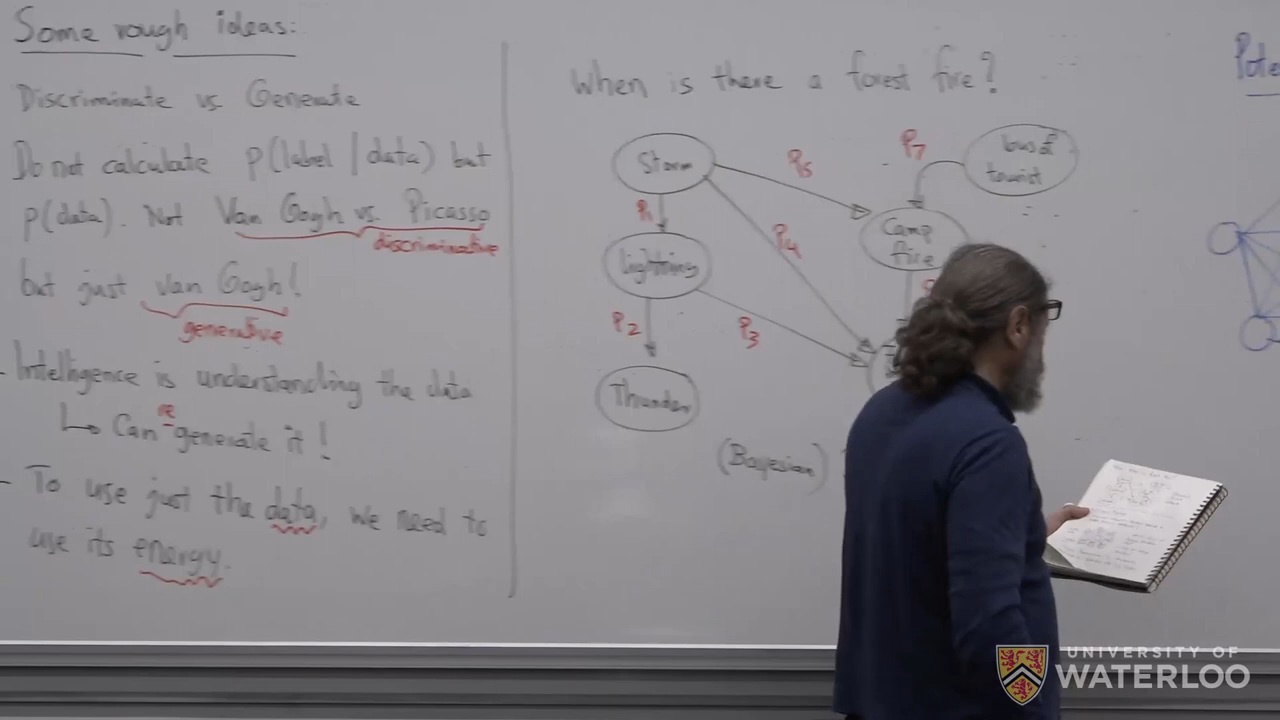 Some rough ideas:
Discriminate vs. Generate
Do not calculate p(label | data) but
p(data). Not Van Gogh vs. Picasso
discriminative
but just van Gogh!
generative
- Intelligence is understanding the data
↳ Can re-generate it!
- To use just the data, we need to
use its energy.
When is there a forest fire?
Storm
P5
P7
bus of
tourist
P1
P4
Camp
fire
lightning
P2
P3
Thunder
(Bayesian)
UNIVERSITY OF
WATERLOO